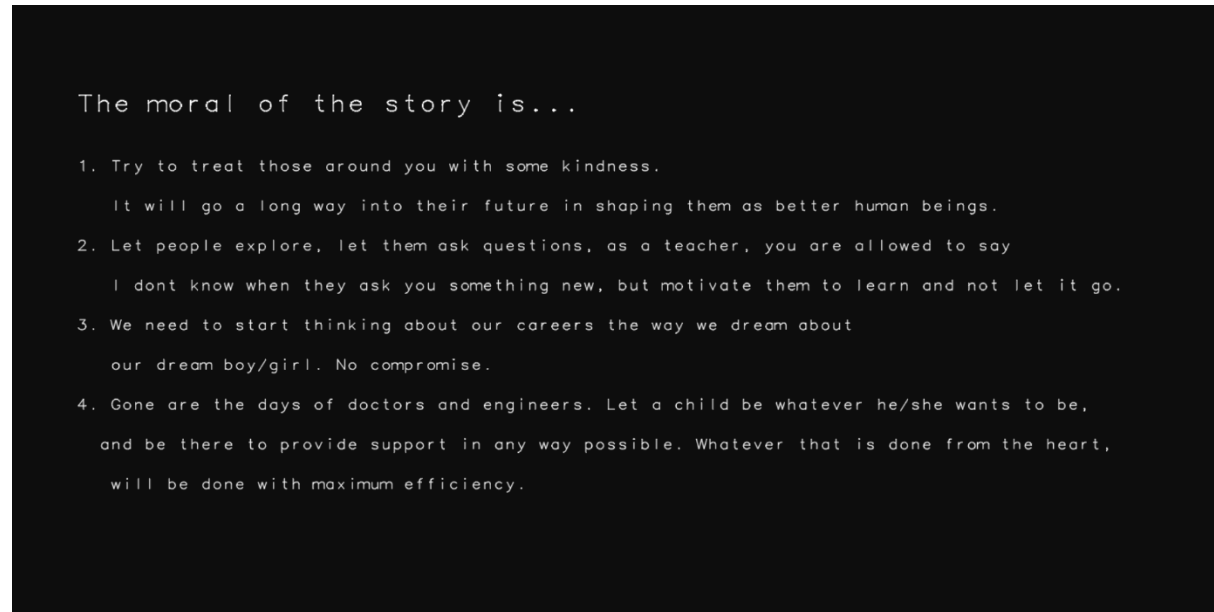 The moral of the story is...
1. Try to treat those around you with some kindness.
It will go a long way into their future in shaping them as better human beings.
2. Let people explore, let them ask questions, as a teacher, you are allowed to say
I dont know when they ask you something new, but motivate them to learn and not let it go.
3. We need to start thinking about our careers the way we dream about
our dream boy/girl. No compromise.
4. Gone are the days of doctors and engineers. Let a child be whatever he/she wants to be,
and be there to provide support in any way possible. Whatever that is done from the heart,
will be done with maximum efficiency.